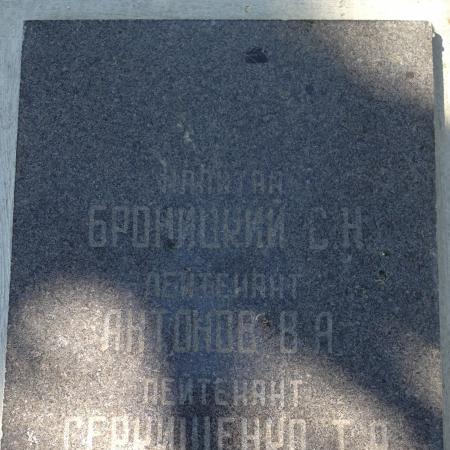 КАПИТАН
БРОНИЦКИЙ С.Н.
ЛЕЙТЕНАНТ
АНТОНОВ В.А.
ЛЕЙТЕНАНТ